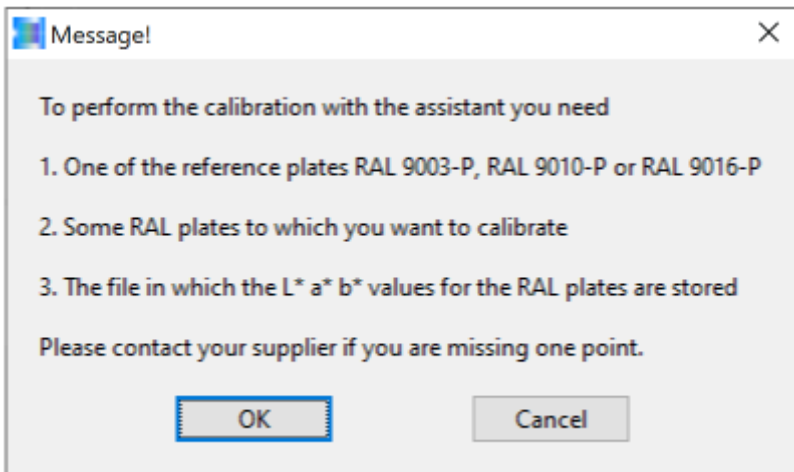 Message!
To perform the calibration with the assistant you need
1. One of the reference plates RAL 9003-P, RAL 9010-P or RAL 9016-P
2. Some RAL plates to which you want to calibrate
3. The file in which the L* a* b* values for the RAL plates are stored
Please contact your supplier if you are missing one point.
OK
Cancel